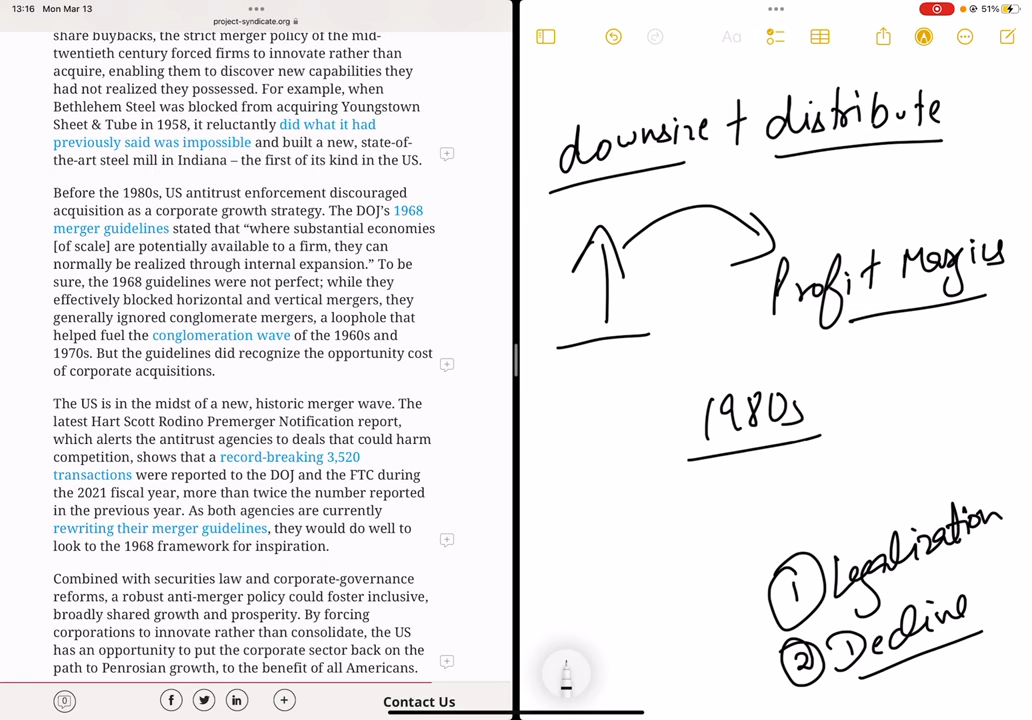 13:16 Mon Mar 13
project-syndicate.org
51%
share buybacks, the strict merger policy of the mid-
twentieth century forced firms to innovate rather than
acquire, enabling them to discover new capabilities they
had not realized they possessed. For example, when
Bethlehem Steel was blocked from acquiring Youngstown
Sheet & Tube in 1958, it reluctantly did what it had
previously said was impossible and built a new, state-of-
the-art steel mill in Indiana – the first of its kind in the US.
Before the 1980s, US antitrust enforcement discouraged
acquisition as a corporate growth strategy. The DOJ’s 1968
merger guidelines stated that “where substantial economies
[of scale] are potentially available to a firm, they can
normally be realized through internal expansion.” To be
sure, the 1968 guidelines were not perfect; while they
effectively blocked horizontal and vertical mergers, they
generally ignored conglomerate mergers, a loophole that
helped fuel the conglomeration wave of the 1960s and
1970s. But the guidelines did recognize the opportunity cost
of corporate acquisitions.
The US is in the midst of a new, historic merger wave. The
latest Hart Scott Rodino Premerger Notification report,
which alerts the antitrust agencies to deals that could harm
competition, shows that a record-breaking 3,520
transactions were reported to the DOJ and the FTC during
the 2021 fiscal year, more than twice the number reported
in the previous year. As both agencies are currently
rewriting their merger guidelines, they would do well to
look to the 1968 framework for inspiration.
Combined with securities law and corporate-governance
reforms, a robust anti-merger policy could foster inclusive,
broadly shared growth and prosperity. By forcing
corporations to innovate rather than consolidate, the US
has an opportunity to put the corporate sector back on the
path to Penrosian growth, to the benefit of all Americans.
0
Contact Us
Aa
downsize + distribute
Profit Margins
1980s
1 Legalization
2 Decline